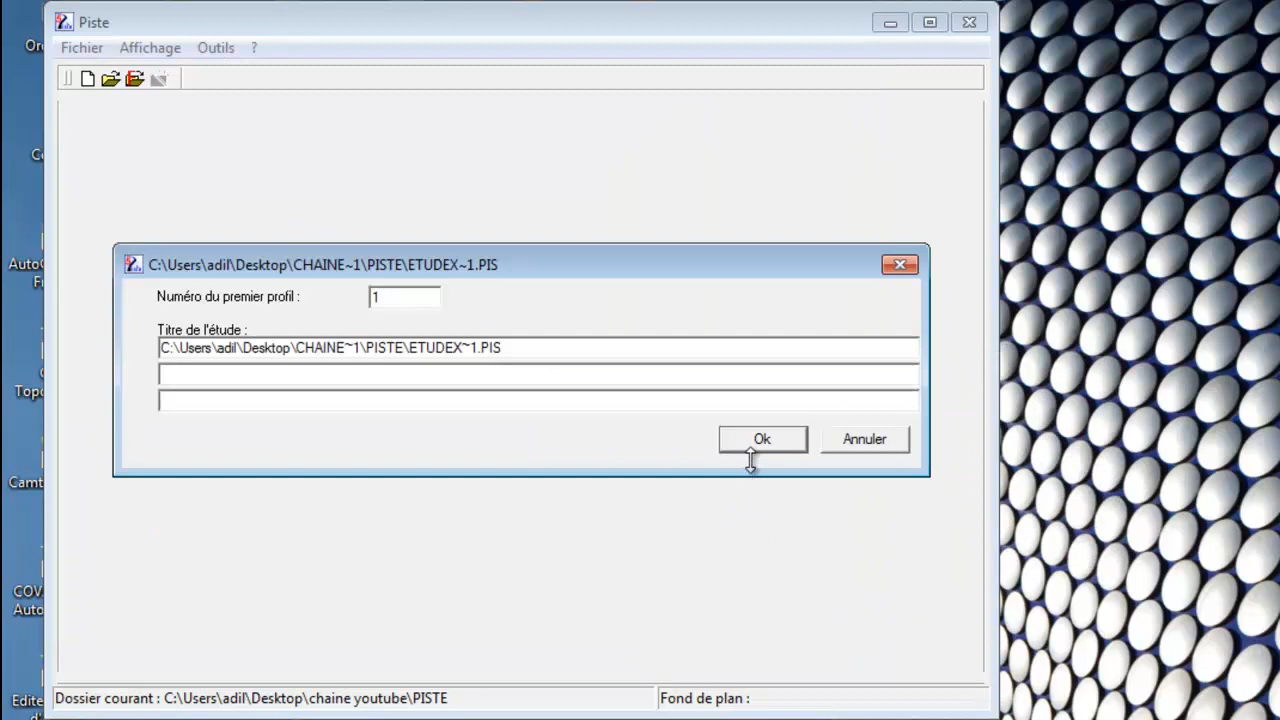 Piste
Fichier Affichage Outils ?
C:\Users\adil\Desktop\CHAINE~1\PISTE\ETUDEX~1.PIS
Numéro du premier profil : 1
Titre de l'étude :
C:\Users\adil\Desktop\CHAINE~1\PISTE\ETUDEX~1.PIS
Ok Annuler
Dossier courant : C:\Users\adil\Desktop\chaine youtube\PISTE
Fond de plan :